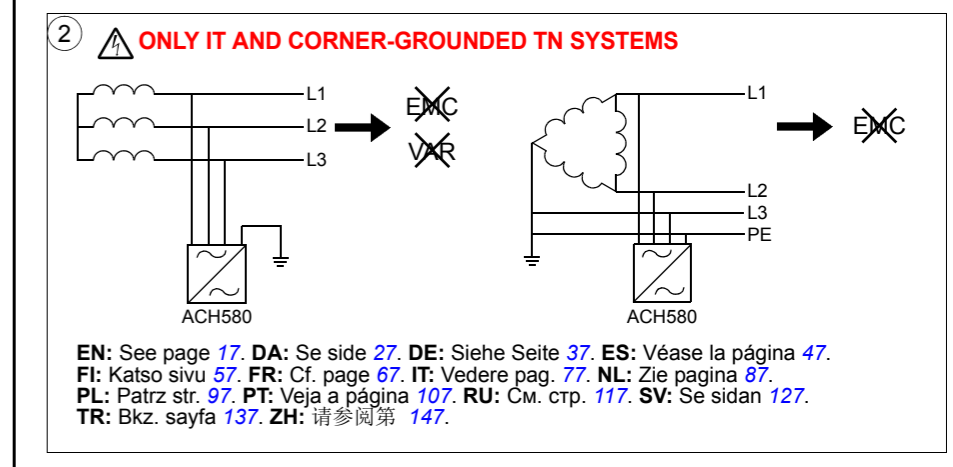 2
ONLY IT AND CORNER-GROUNDED TN SYSTEMS
L1
L2
L3
EMC
VAR
ACH580
L1
L2
L3
PE
EMC
ACH580
EN: See page 17. DA: Se side 27. DE: Siehe Seite 37. ES: Véase la página 47.
FI: Katso sivu 57. FR: Cf. page 67. IT: Vedere pag. 77. NL: Zie pagina 87.
PL: Patrz str. 97. PT: Veja a página 107. RU: См. стр. 117. SV: Se sidan 127.
TR: Bkz. sayfa 137. ZH: 请参阅第 147.